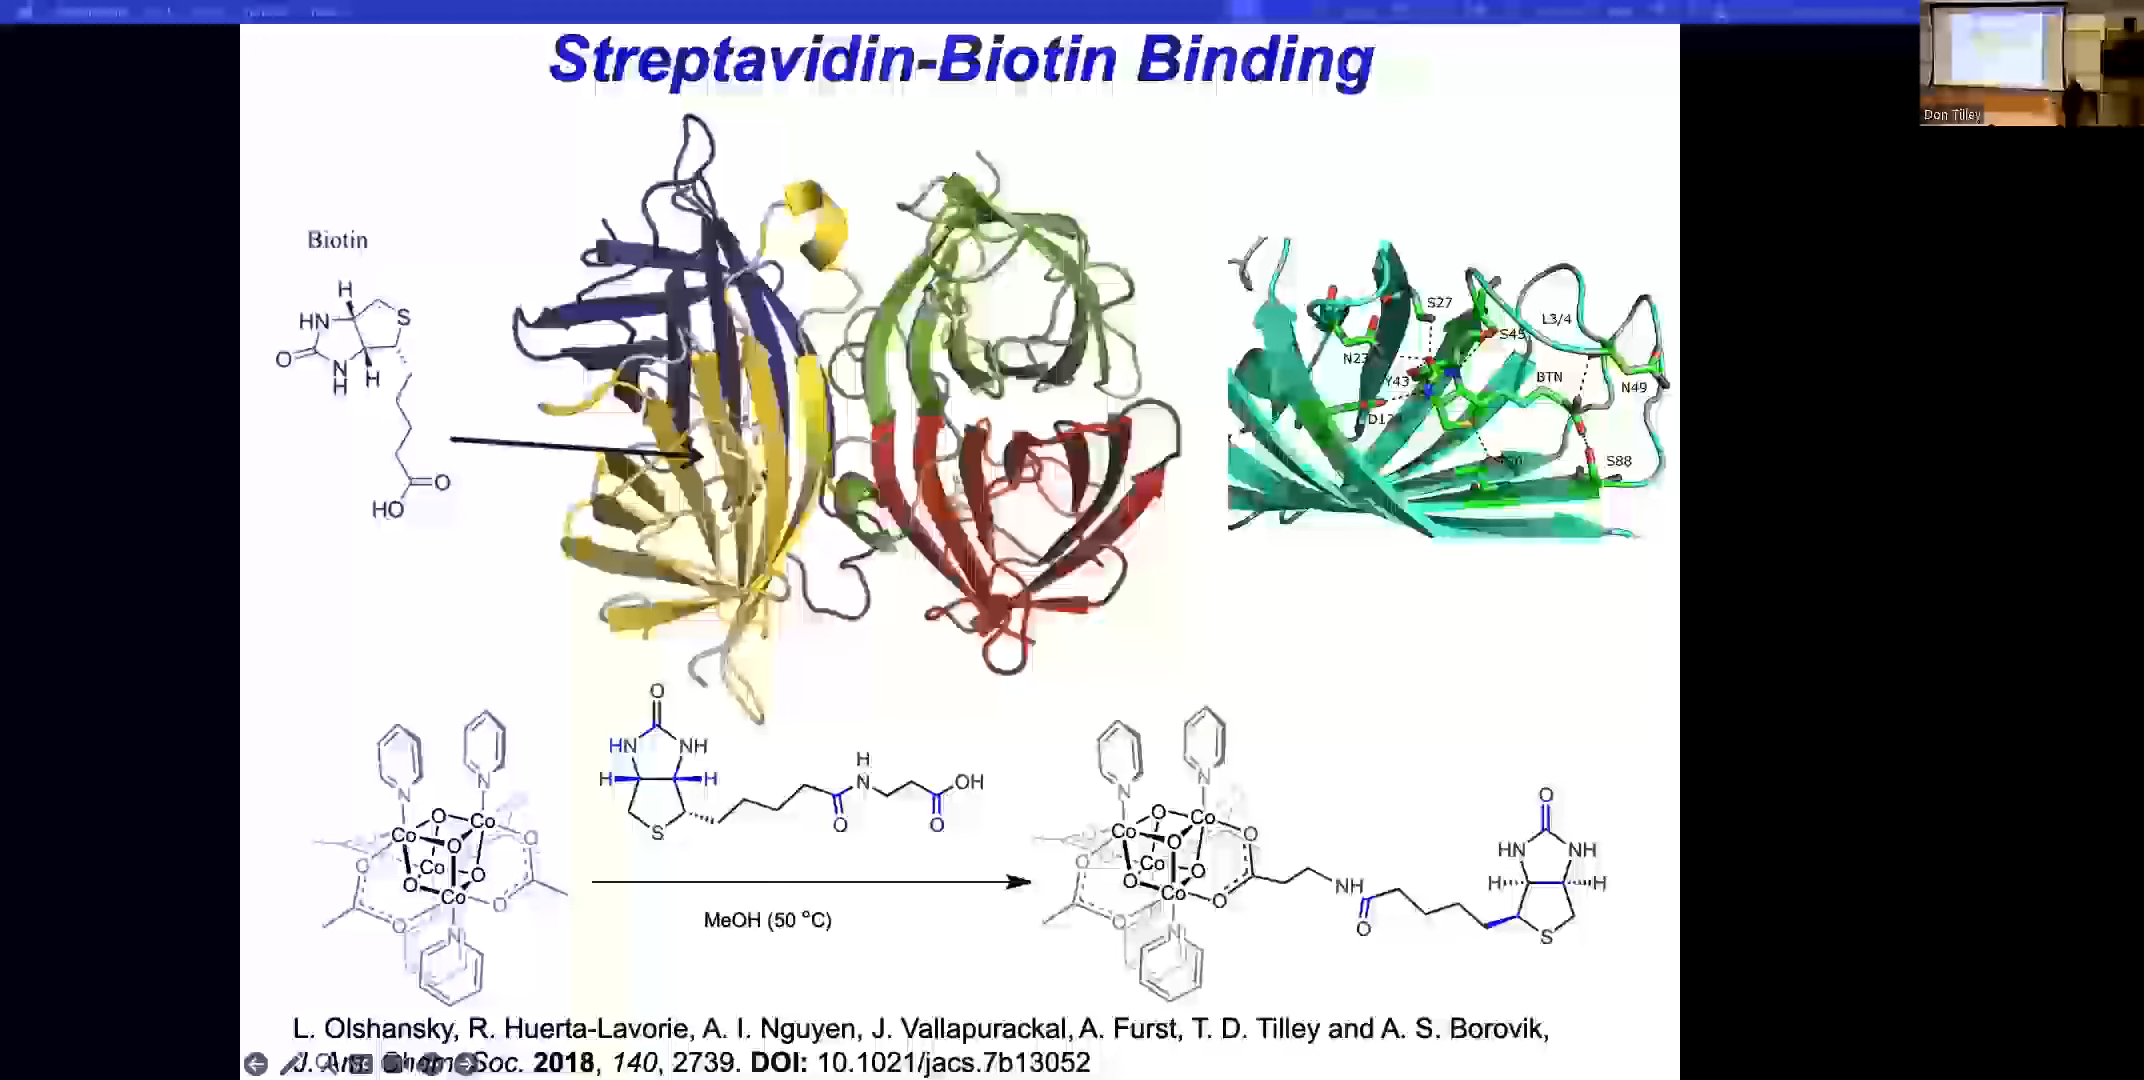 Streptavidin-Biotin Binding
Don Tilley
Biotin
H
HN
S
O
N
H
H
HO
O
S27
L3/4
S45
N23
Y43
BTN
N49
S88
O
HN
NH
H
H
S
O
H
N
O
OH
N
N
Co
Co
Co
Co
O
O
O
O
O
O
O
O
N
MeOH (50 °C)
N
N
Co
Co
Co
Co
O
O
O
O
O
O
O
N
NH
O
O
HN
NH
H
H
S
L. Olshansky, R. Huerta-Lavorie, A. I. Nguyen, J. Vallapurackal, A. Furst, T. D. Tilley and A. S. Borovik,
J. Am. Chem. Soc. 2018, 140, 2739. DOI: 10.1021/jacs.7b13052